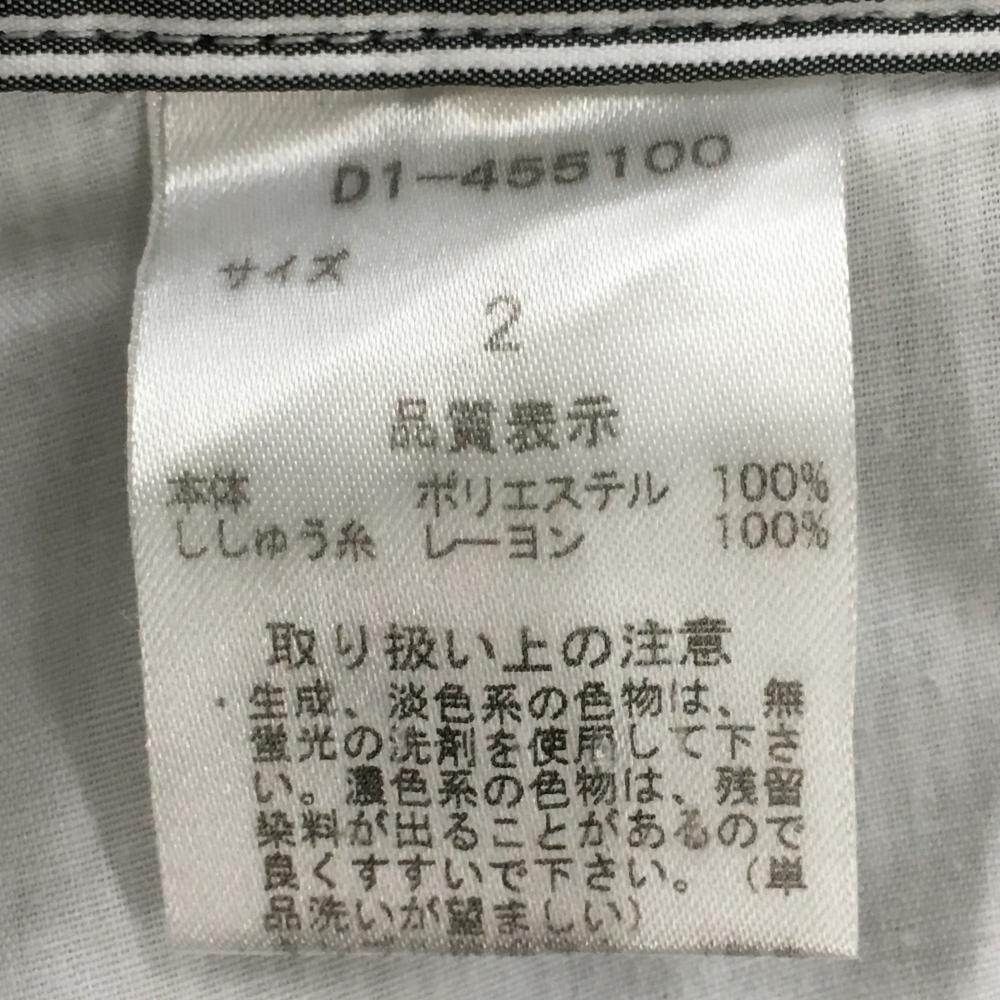 D1-455100
サイズ
2
品質表示
本体 ポリエステル 100%
ししゅう糸 レーヨン 100%
取り扱い上の注意
・生成、淡色系の色物は、無
蛍光の洗剤を使用して下さ
い。濃色系の色物は、残留
染料が出ることがあるので
良くすすいで下さい。（単
品洗いが望ましい）